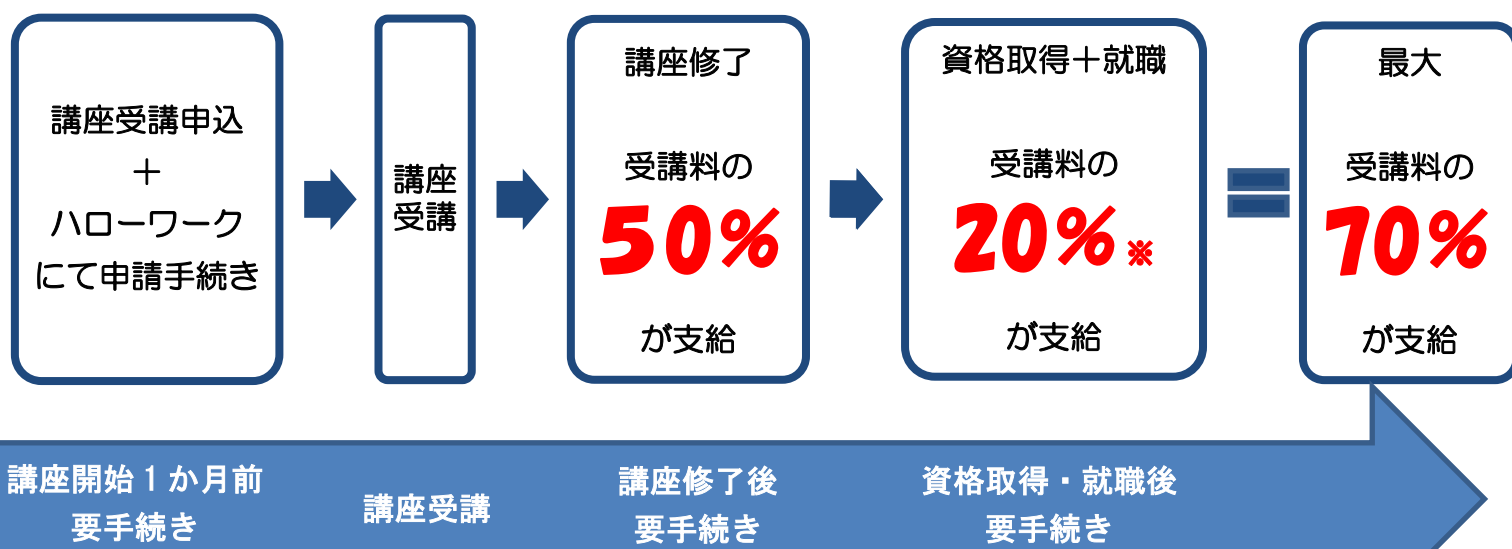 講座受講申込
＋
ハローワーク
にて申請手続き
講座
受講
講座修了
受講料の
50%
が支給
資格取得＋就職
受講料の
20%※
が支給
最大
受講料の
70%
が支給
講座開始１か月前
要手続き
講座受講
講座修了後
要手続き
資格取得・就職後
要手続き